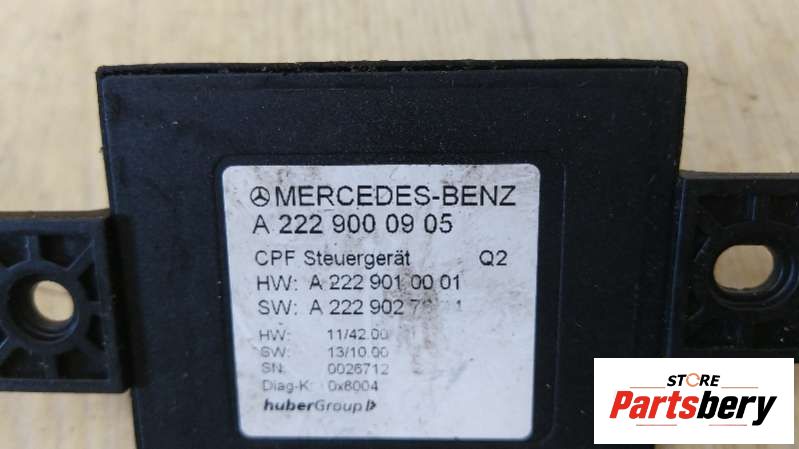 MERCEDES-BENZ
A 222 900 09 05
CPF Steuergerät Q2
HW: A 222 901 00 01
SW: A 222 902
HW: 11/42.00
SW: 13/10.00
SN: 0026712
Diag-K: 0x8004
huberGroup
STORE
Partsbery